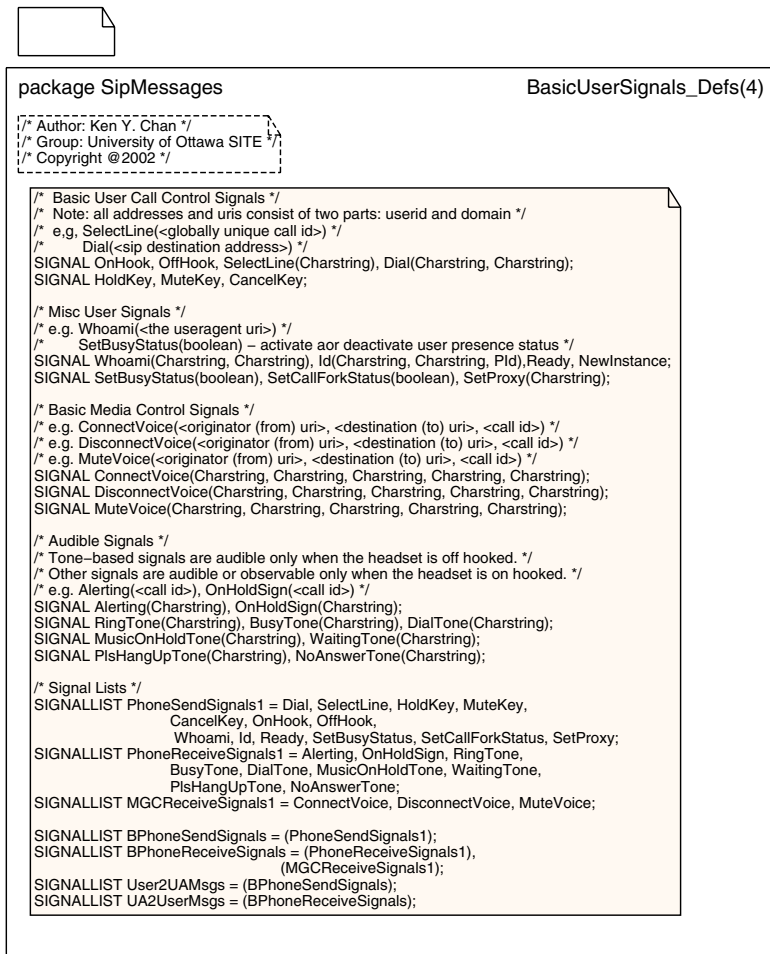 package SipMessages BasicUserSignals_Defs(4)
/* Author: Ken Y. Chan */
/* Group: University of Ottawa SITE */
/* Copyright @2002 */
/* Basic User Call Control Signals */
/* Note: all addresses and uris consist of two parts: userid and domain */
/* e,g, SelectLine(<globally unique call id>) */
/* Dial(<sip destination address>) */
SIGNAL OnHook, OffHook, SelectLine(Charstring), Dial(Charstring, Charstring);
SIGNAL HoldKey, MuteKey, CancelKey;
/* Misc User Signals */
/* e.g. Whoami(<the useragent uri>) */
/* SetBusyStatus(boolean) – activate aor deactivate user presence status */
SIGNAL Whoami(Charstring, Charstring), Id(Charstring, Charstring, PId),Ready, NewInstance;
SIGNAL SetBusyStatus(boolean), SetCallForkStatus(boolean), SetProxy(Charstring);
/* Basic Media Control Signals */
/* e.g. ConnectVoice(<originator (from) uri>, <destination (to) uri>, <call id>) */
/* e.g. DisconnectVoice(<originator (from) uri>, <destination (to) uri>, <call id>) */
/* e.g. MuteVoice(<originator (from) uri>, <destination (to) uri>, <call id>) */
SIGNAL ConnectVoice(Charstring, Charstring, Charstring, Charstring, Charstring);
SIGNAL DisconnectVoice(Charstring, Charstring, Charstring, Charstring, Charstring);
SIGNAL MuteVoice(Charstring, Charstring, Charstring, Charstring, Charstring);
/* Audible Signals */
/* Tone–based signals are audible only when the headset is off hooked. */
/* Other signals are audible or observable only when the headset is on hooked. */
/* e.g. Alerting(<call id>), OnHoldSign(<call id>) */
SIGNAL Alerting(Charstring), OnHoldSign(Charstring);
SIGNAL RingTone(Charstring), BusyTone(Charstring), DialTone(Charstring);
SIGNAL MusicOnHoldTone(Charstring), WaitingTone(Charstring);
SIGNAL PlsHangUpTone(Charstring), NoAnswerTone(Charstring);
/* Signal Lists */
SIGNALLIST PhoneSendSignals1 = Dial, SelectLine, HoldKey, MuteKey,
CancelKey, OnHook, OffHook,
Whoami, Id, Ready, SetBusyStatus, SetCallForkStatus, SetProxy;
SIGNALLIST PhoneReceiveSignals1 = Alerting, OnHoldSign, RingTone,
BusyTone, DialTone, MusicOnHoldTone, WaitingTone,
PlsHangUpTone, NoAnswerTone;
SIGNALLIST MGCReceiveSignals1 = ConnectVoice, DisconnectVoice, MuteVoice;
SIGNALLIST BPhoneSendSignals = (PhoneSendSignals1);
SIGNALLIST BPhoneReceiveSignals = (PhoneReceiveSignals1),
(MGCReceiveSignals1);
SIGNALLIST User2UAMsgs = (BPhoneSendSignals);
SIGNALLIST UA2UserMsgs = (BPhoneReceiveSignals);